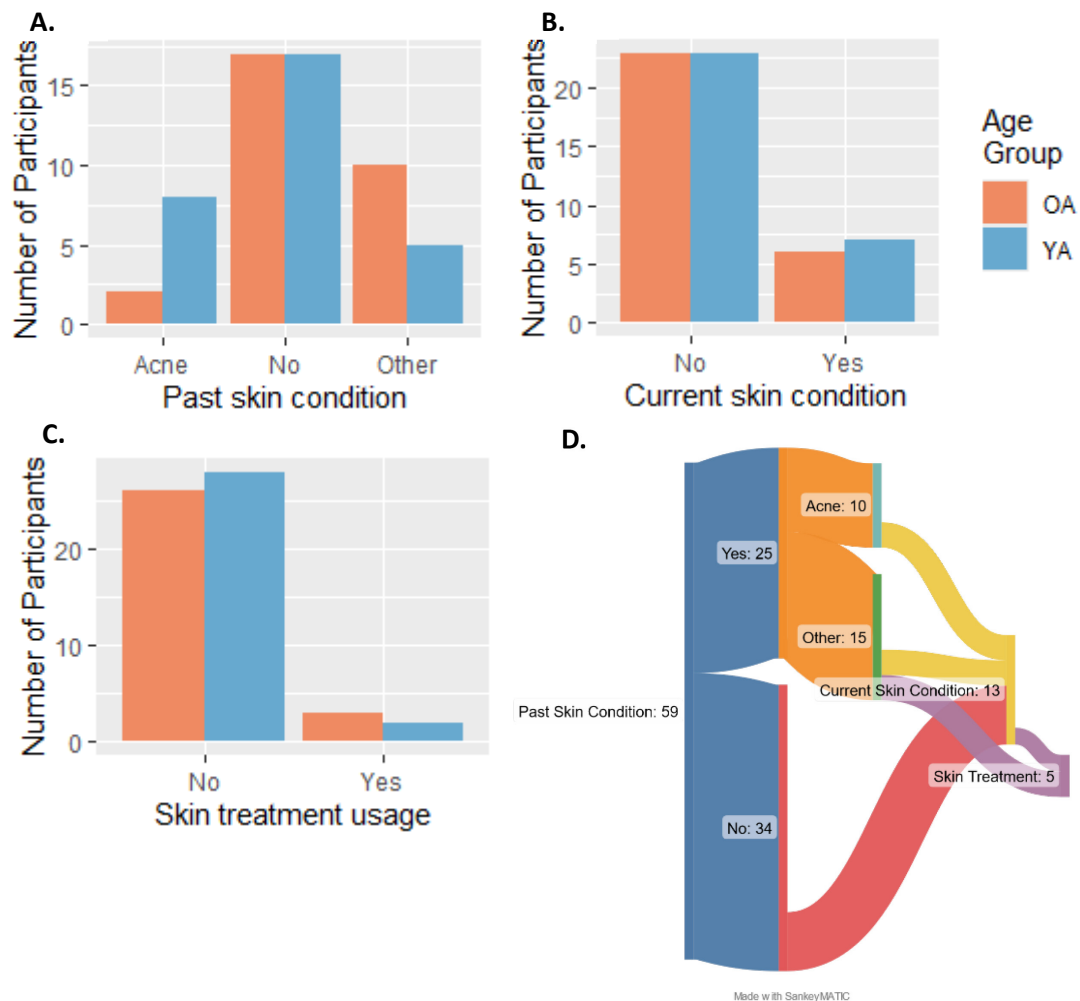 A.
Number of Participants
15
10
5
0
Acne
No
Other
Past skin condition
B.
Number of Participants
20
15
10
5
0
No
Yes
Current skin condition
Age
Group
OA
YA
C.
Number of Participants
20
10
0
No
Yes
Skin treatment usage
D.
Acne: 10
Yes: 25
Other: 15
Current Skin Condition: 13
Past Skin Condition: 59
Skin Treatment: 5
No: 34
Made with SankeyMATIC